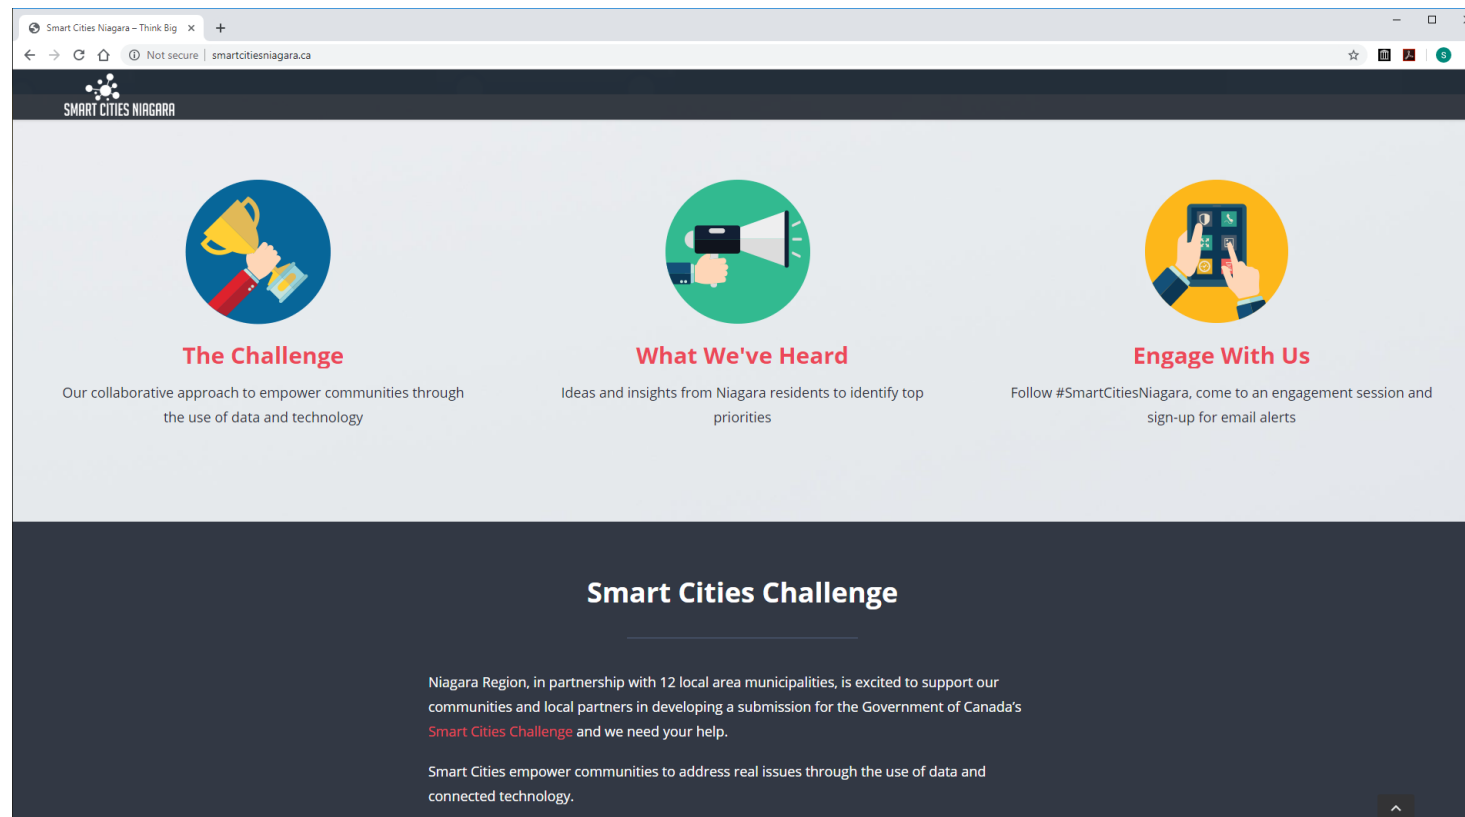 Smart Cities Niagara – Think Big
Not secure | smartcitiesniagara.ca
S
SMART CITIES NIAGARA
The Challenge
Our collaborative approach to empower communities through
the use of data and technology
What We've Heard
Ideas and insights from Niagara residents to identify top
priorities
Engage With Us
Follow #SmartCitiesNiagara, come to an engagement session and
sign-up for email alerts
Smart Cities Challenge
Niagara Region, in partnership with 12 local area municipalities, is excited to support our
communities and local partners in developing a submission for the Government of Canada's
Smart Cities Challenge and we need your help.
Smart Cities empower communities to address real issues through the use of data and
connected technology.